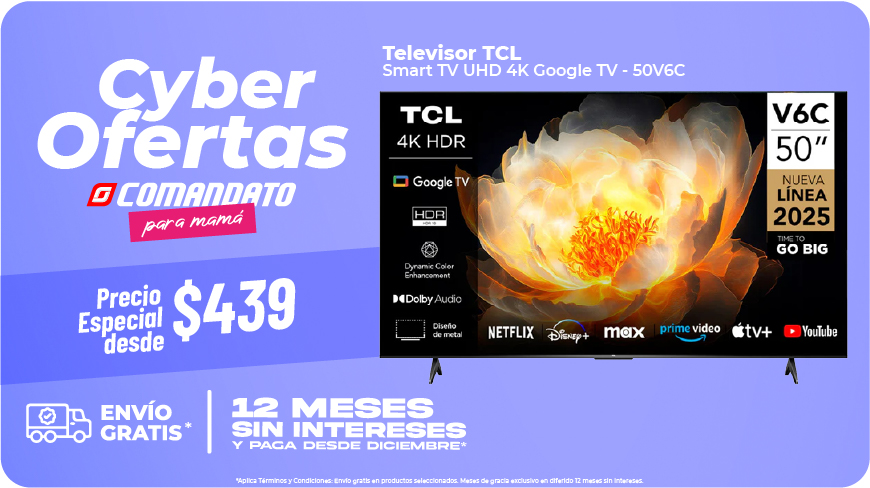 Cyber
Ofertas
COMANDATO
para mamá
Precio
Especial
desde
$439
ENVÍO
GRATIS*
12 MESES
SIN INTERESES
Y PAGA DESDE DICIEMBRE*
Televisor TCL
Smart TV UHD 4K Google TV - 50V6C
TCL
4K HDR
Google TV
HDR
HDR 10
Dynamic Color
Enhancement
Dolby Audio
Diseño
de metal
V6C
50"
NUEVA
LÍNEA
2025
TIME TO
GO BIG
NETFLIX
Disney+
max
prime video
tv+
YouTube
*Aplica Términos y Condiciones: Envío gratis en productos seleccionados. Meses de gracia exclusivo en diferido 12 meses sin intereses.